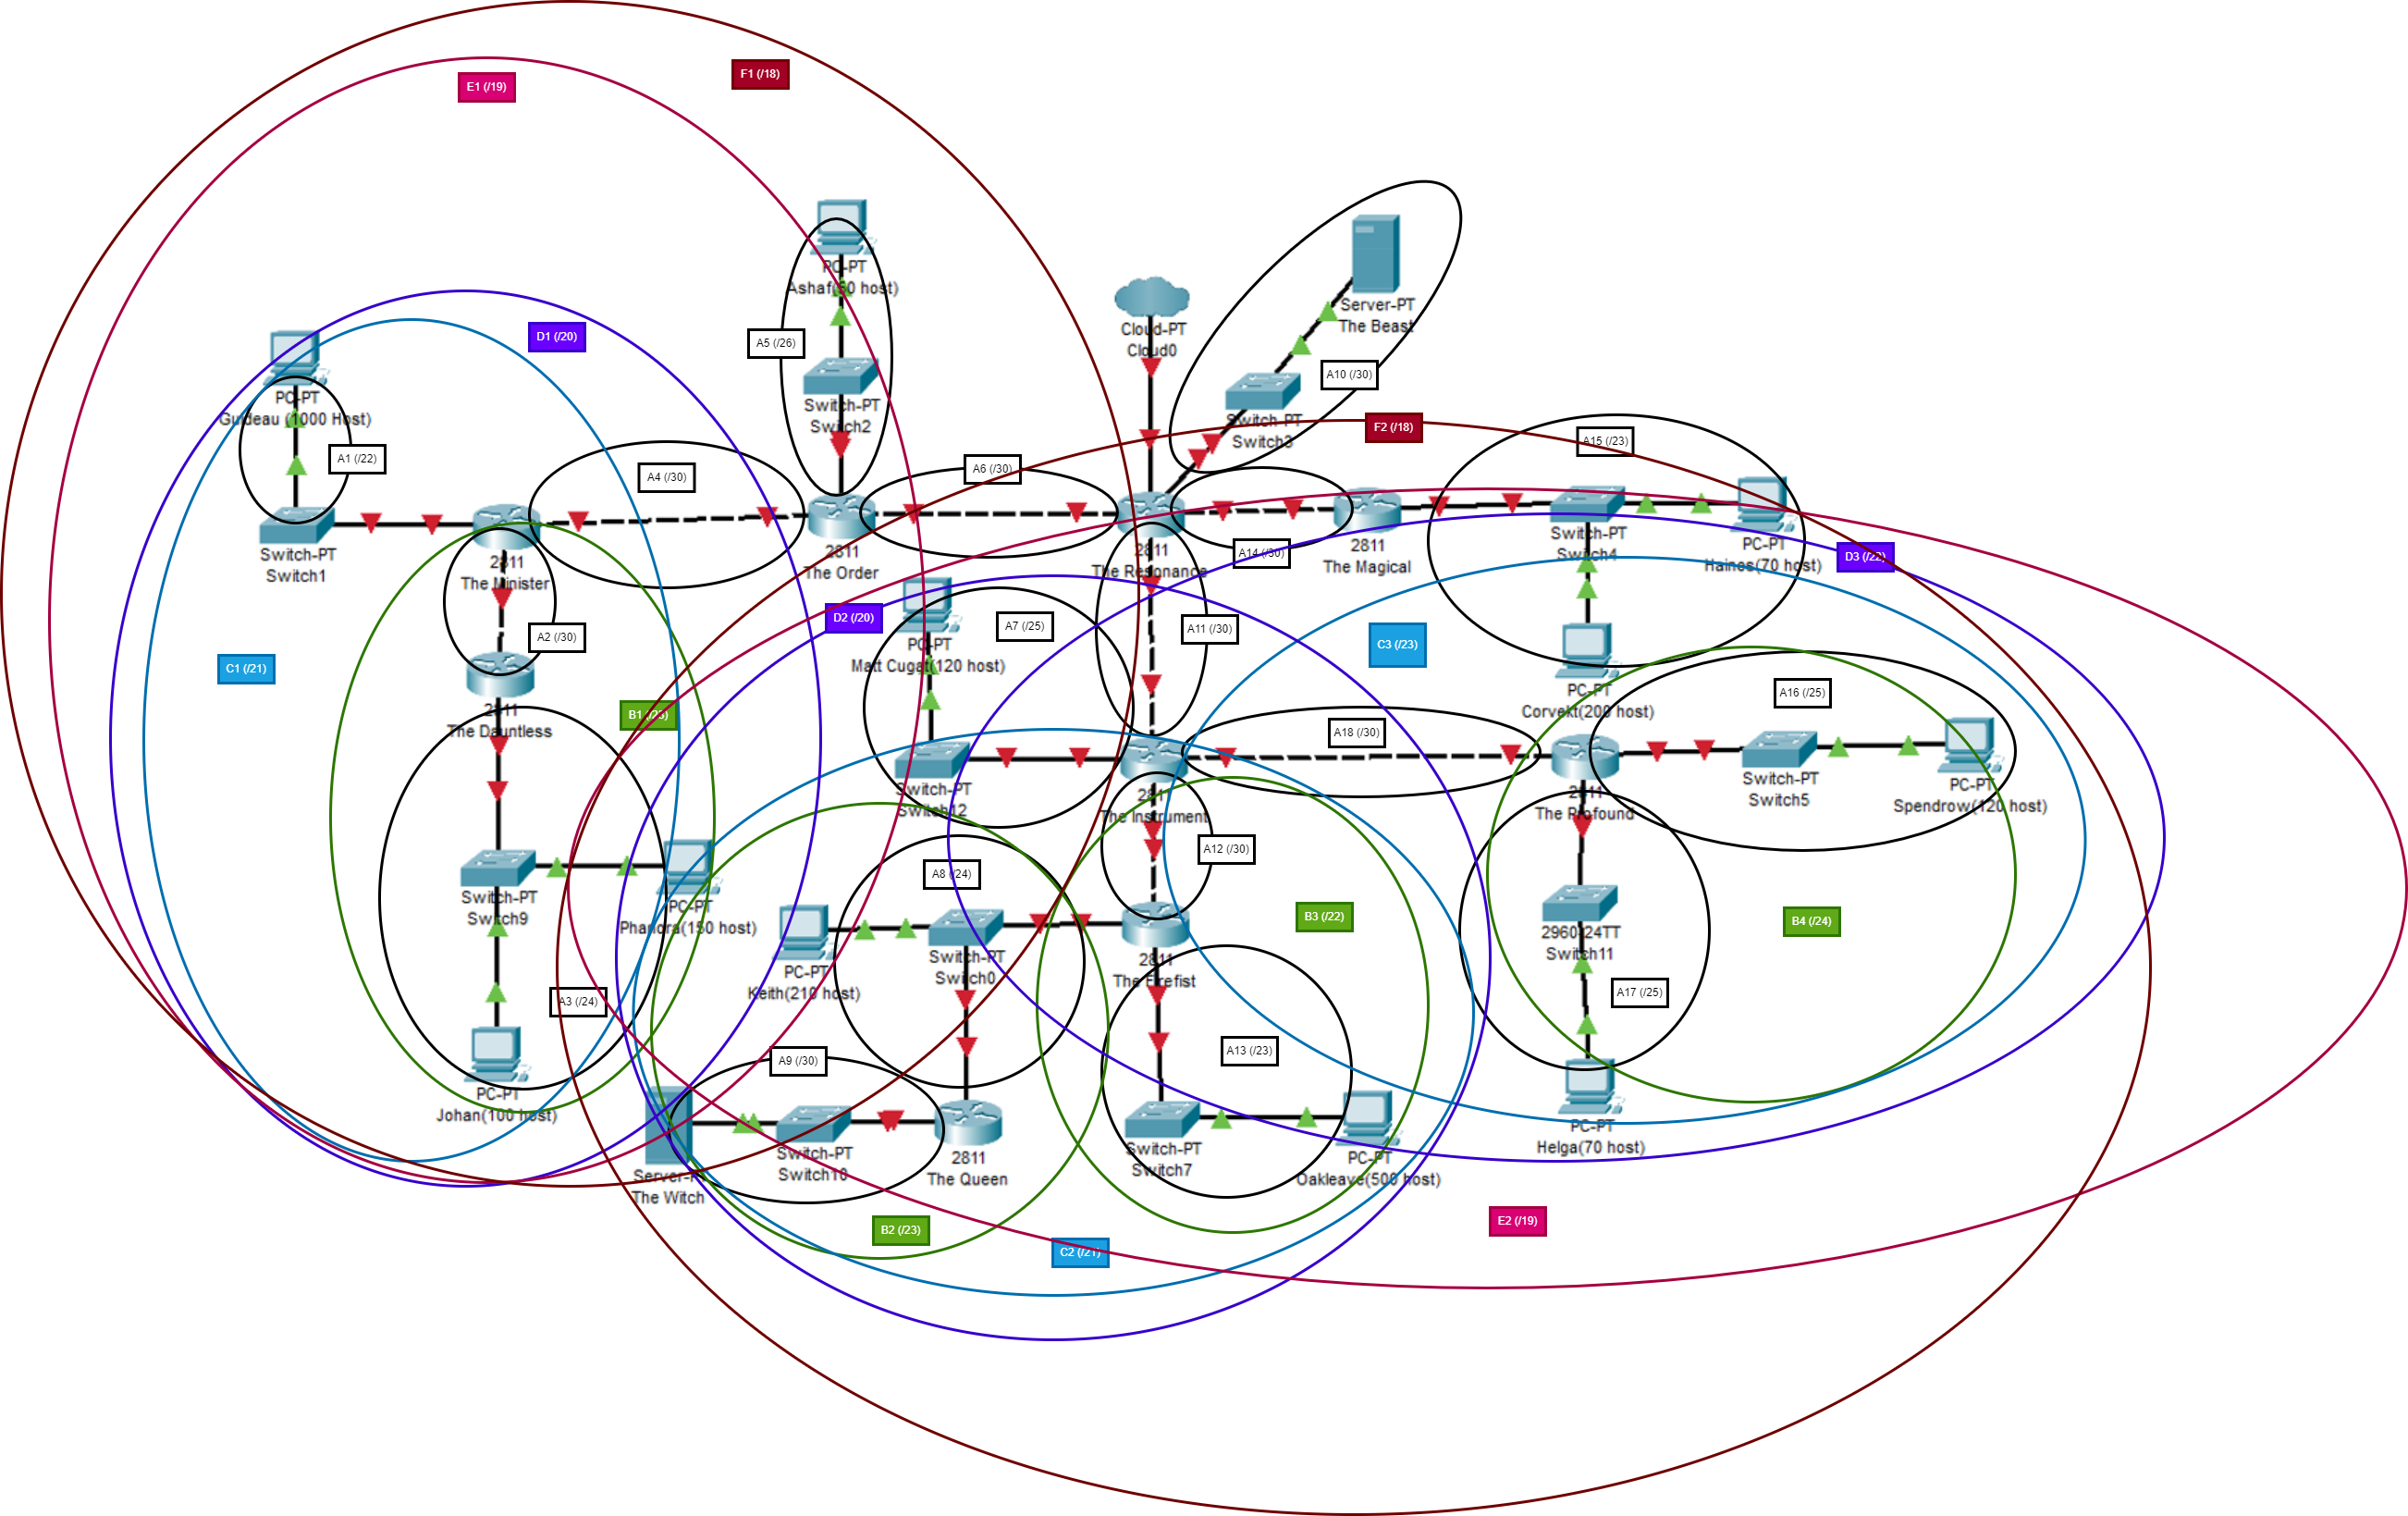 F1 (/18)
E1 (/19)
PC-PT
Ashaf(50 host)
Server-PT
The Beast
Cloud-PT
Cloud0
D1 (/20)
A5 (/26)
A10 (/30)
PC-PT
Gurdeau (1000 Host)
Switch-PT
Switch2
Switch-PT
Switch3
F2 (/18)
A15 (/23)
A1 (/22)
A4 (/30)
A6 (/30)
Switch-PT
Switch1
2811
The Minister
2811
The Order
2811
The Resonance
A14 (/30)
2811
The Magical
Switch-PT
Switch4
PC-PT
Haines(70 host)
D3 (/22)
A2 (/30)
D2 (/20)
A7 (/25)
A11 (/30)
C3 (/23)
PC-PT
Matt Cugat(120 host)
C1 (/21)
PC-PT
Corvekt(200 host)
A16 (/25)
2811
The Dauntless
A18 (/30)
Switch-PT
Switch12
2811
The Instrument
2811
The Profound
Switch-PT
Switch5
PC-PT
Spendrow(120 host)
A12 (/30)
A8 (/24)
Switch-PT
Switch9
PC-PT
Phanora(150 host)
B3 (/22)
B4 (/24)
2960-24TT
Switch11
PC-PT
Keith(210 host)
Switch-PT
Switch0
2811
The Firefist
A3 (/24)
A17 (/25)
A9 (/30)
A13 (/23)
PC-PT
Johan(100 host)
Switch-PT
Switch10
2811
The Queen
Switch-PT
Switch7
PC-PT
Oakleave(500 host)
PC-PT
Helga(70 host)
The Witch
B2 (/23)
C2 (/21)
E2 (/19)